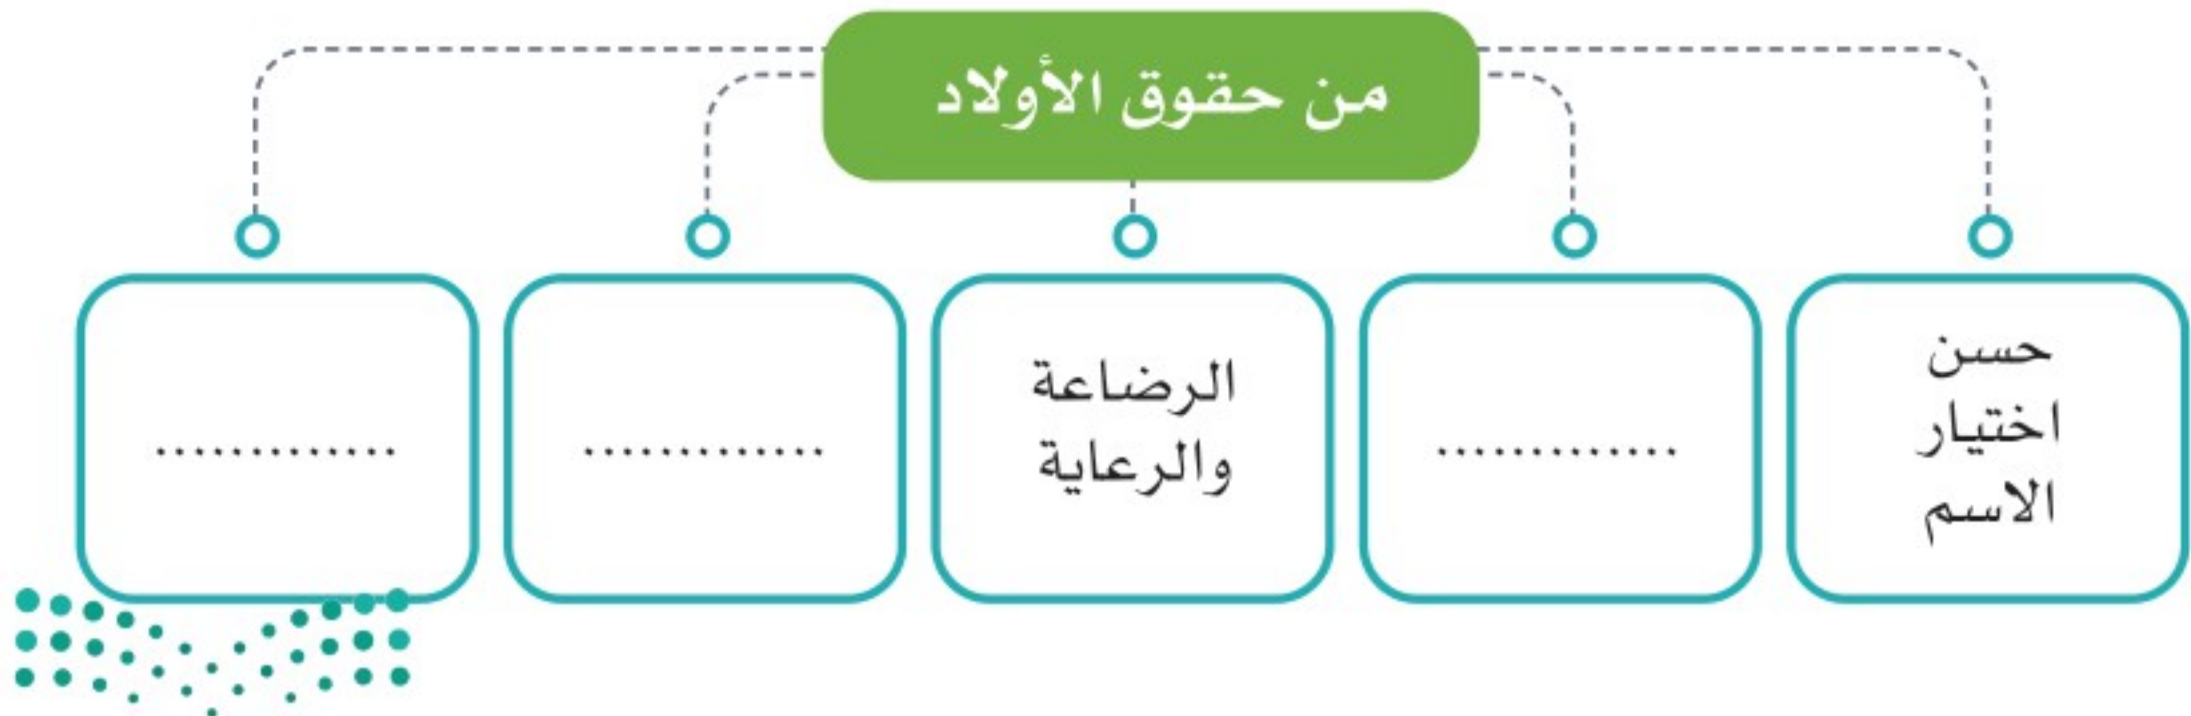 من حقوق الأولاد
حسن
اختيار
الاسم
.............
الرضاعة
والرعاية
.............
.............